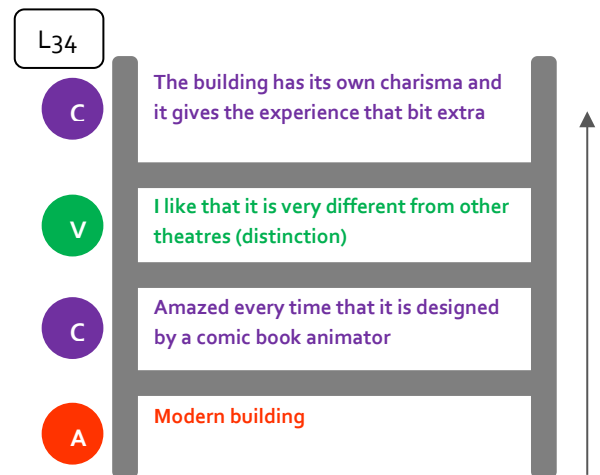 L34
C
The building has its own charisma and
it gives the experience that bit extra
V
I like that it is very different from other
theatres (distinction)
C
Amazed every time that it is designed
by a comic book animator
A
Modern building